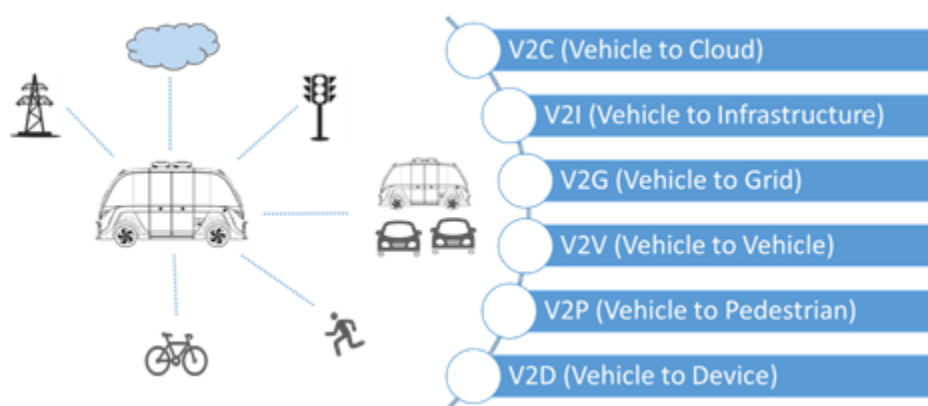 V2C (Vehicle to Cloud)
V2I (Vehicle to Infrastructure)
V2G (Vehicle to Grid)
V2V (Vehicle to Vehicle)
V2P (Vehicle to Pedestrian)
V2D (Vehicle to Device)